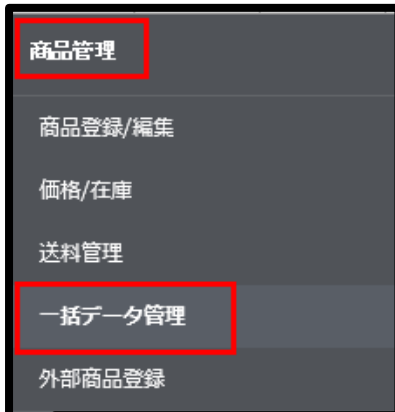 商品管理
商品登録/編集
価格/在庫
送料管理
一括データ管理
外部商品登録